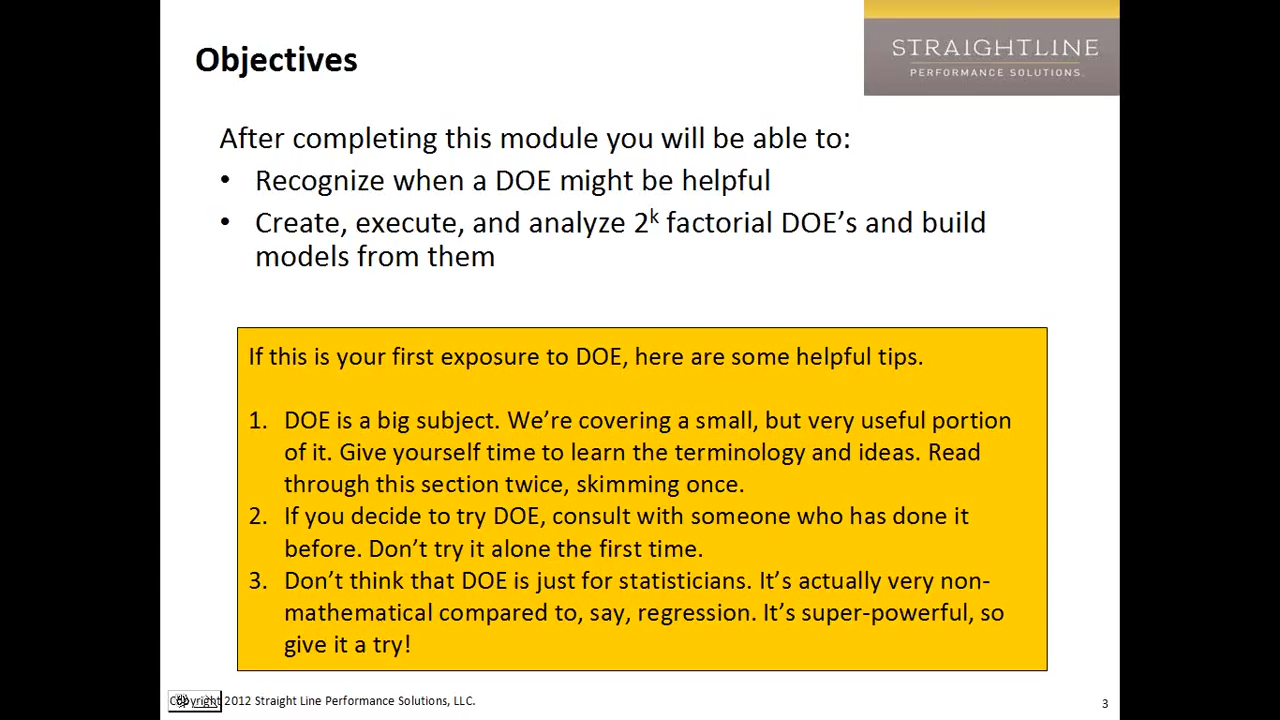 Objectives
STRAIGHTLINE
PERFORMANCE SOLUTIONS.
After completing this module you will be able to:
• Recognize when a DOE might be helpful
• Create, execute, and analyze 2ᵏ factorial DOE’s and build
models from them
If this is your first exposure to DOE, here are some helpful tips.
1. DOE is a big subject. We’re covering a small, but very useful portion
of it. Give yourself time to learn the terminology and ideas. Read
through this section twice, skimming once.
2. If you decide to try DOE, consult with someone who has done it
before. Don’t try it alone the first time.
3. Don’t think that DOE is just for statisticians. It’s actually very non-
mathematical compared to, say, regression. It’s super-powerful, so
give it a try!
Copyright 2012 Straight Line Performance Solutions, LLC.
3